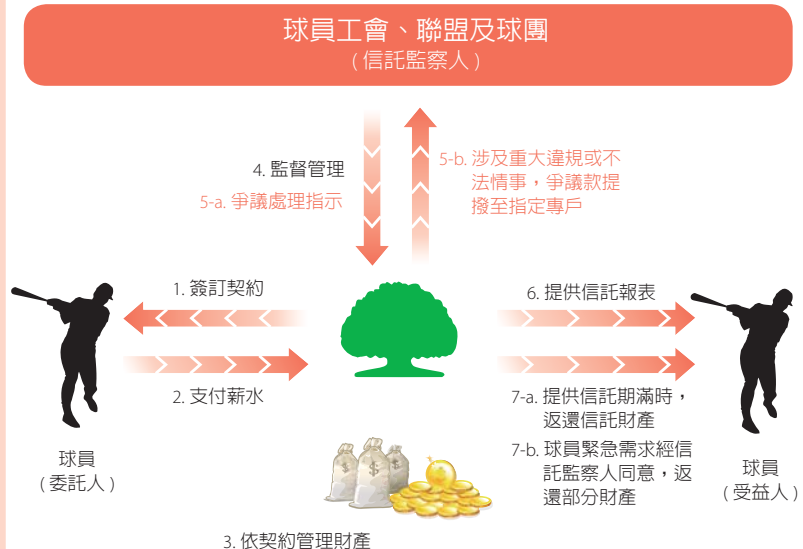 球員工會、聯盟及球團
（信託監察人）
4. 監督管理
5-a. 爭議處理指示
5-b. 涉及重大違規或不
法情事，爭議款提
撥至指定專戶
1. 簽訂契約
2. 支付薪水
球員
（委託人）
3. 依契約管理財產
6. 提供信託報表
7-a. 提供信託期滿時，
返還信託財產
7-b. 球員緊急需求經信
託監察人同意，返
還部分財產
球員
（受益人）